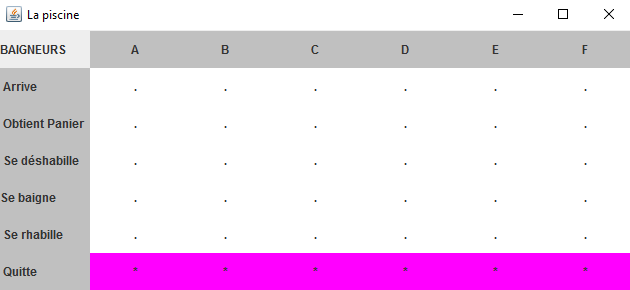 La piscine
BAIGNEURS A B C D E F
Arrive . . . . . .
Obtient Panier . . . . . .
Se déshabille . . . . . .
Se baigne . . . . . .
Se rhabille . . . . . .
Quitte * * * * * *